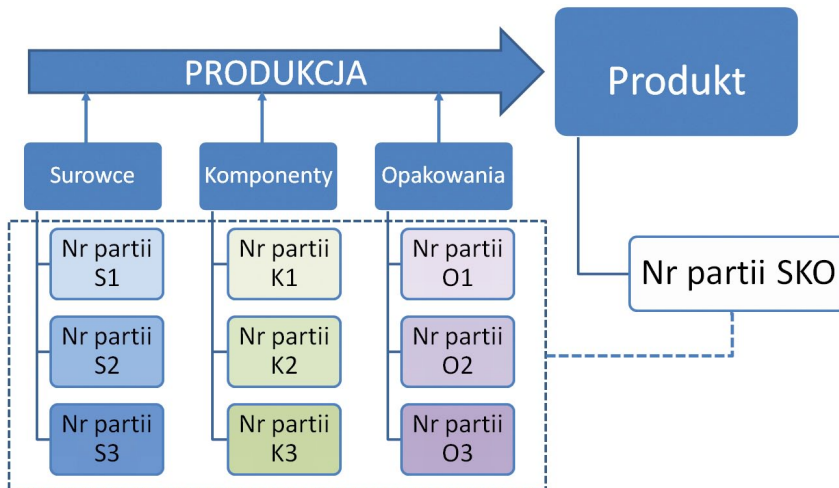 PRODUKCJA
Produkt
Surowce
Komponenty
Opakowania
Nr partii
S1
Nr partii
K1
Nr partii
O1
Nr partii SKO
Nr partii
S2
Nr partii
K2
Nr partii
O2
Nr partii
S3
Nr partii
K3
Nr partii
O3